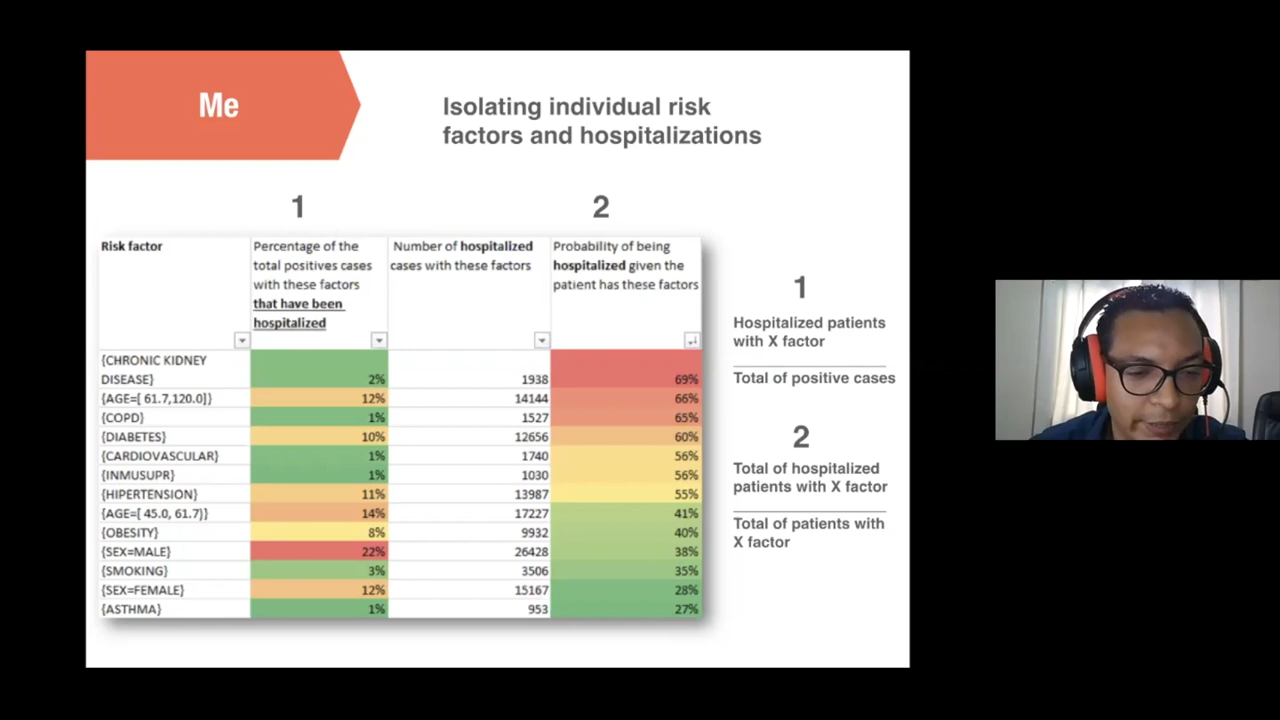 Me
Isolating individual risk
factors and hospitalizations
1
2
Risk factor
Percentage of the
total positives cases
with these factors
that have been
hospitalized
Number of hospitalized
cases with these factors
Probability of being
hospitalized given the
patient has these factors
{CHRONIC KIDNEY
DISEASE} 2% 1938 69%
{AGE=[ 61.7,120.0]} 12% 14144 66%
{COPD} 1% 1527 65%
{DIABETES} 10% 12656 60%
{CARDIOVASCULAR} 1% 1740 56%
{INMUSUPR} 1% 1030 56%
{HIPERTENSION} 11% 13987 55%
{AGE=[ 45.0, 61.7)} 14% 17227 41%
{OBESITY} 8% 9932 40%
{SEX=MALE} 22% 26428 38%
{SMOKING} 3% 3506 35%
{SEX=FEMALE} 12% 15167 28%
{ASTHMA} 1% 953 27%
1
Hospitalized patients
with X factor
Total of positive cases
2
Total of hospitalized
patients with X factor
Total of patients with
X factor